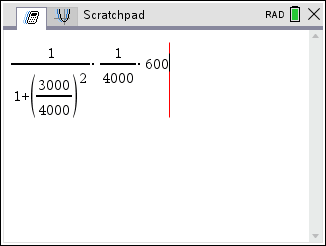 Scratchpad RAD
1/(1+(3000/4000)^2) · 1/4000 · 600